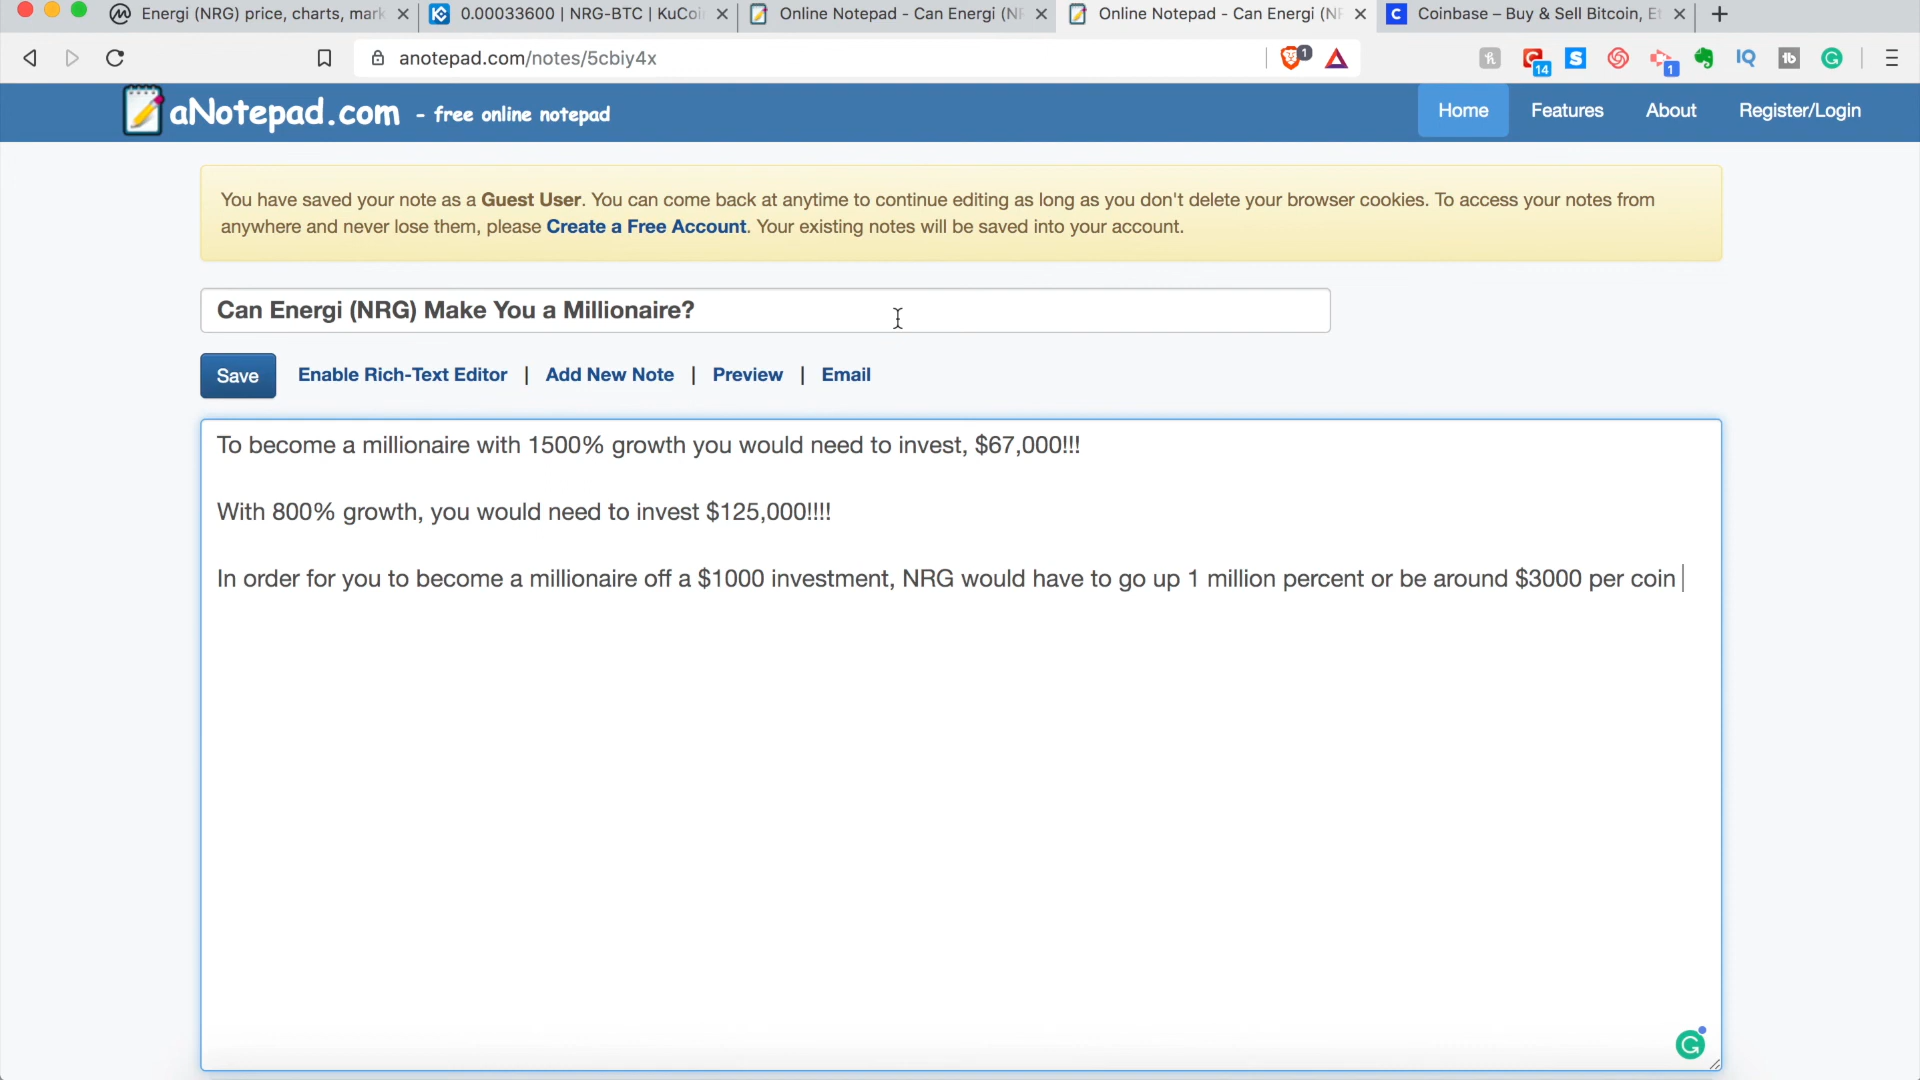 Energi (NRG) price, charts, mark
0.00033600 | NRG-BTC | KuCoi
Online Notepad - Can Energi (NF
Online Notepad - Can Energi (NF
Coinbase – Buy & Sell Bitcoin, Et
anotepad.com/notes/5cbiy4x
1
14
1
IQ
aNotepad.com - free online notepad
Home
Features
About
Register/Login
You have saved your note as a Guest User. You can come back at anytime to continue editing as long as you don't delete your browser cookies. To access your notes from
anywhere and never lose them, please Create a Free Account. Your existing notes will be saved into your account.
Can Energi (NRG) Make You a Millionaire?
Save
Enable Rich-Text Editor | Add New Note | Preview | Email
To become a millionaire with 1500% growth you would need to invest, $67,000!!!
With 800% growth, you would need to invest $125,000!!!!
In order for you to become a millionaire off a $1000 investment, NRG would have to go up 1 million percent or be around $3000 per coin